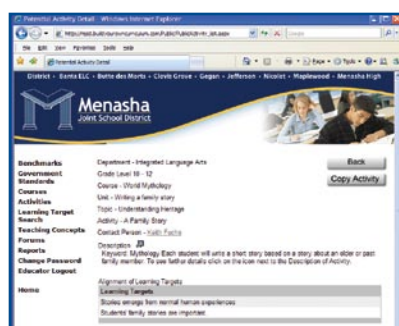 Potential Activity Detail - Windows Internet Explorer
Potential Activity Detail
District • Banta ELC • Butte des Morts • Clovis Grove • Gegan • Jefferson • Nicolet • Maplewood • Menasha High
Menasha
Joint School District
Benchmarks
Government
Standards
Courses
Activities
Learning Target
Search
Teaching Concepts
Forums
Reports
Change Password
Educator Logout
Home
Department - Integrated Language Arts
Grade Level 10 - 12
Course - World Mythology
Unit - Writing a family story
Topic - Understanding Heritage
Activity - A Family Story
Contact Person - Keith Fuchs
Description
Keyword: Mythology Each student will write a short story based on a story about an older or past
family member. To see further details click on the icon next to the Description of Activity.
Alignment of Learning Targets
Learning Targets
Stories emerge from normal human experiences
Students' family stories are important.
Back
Copy Activity